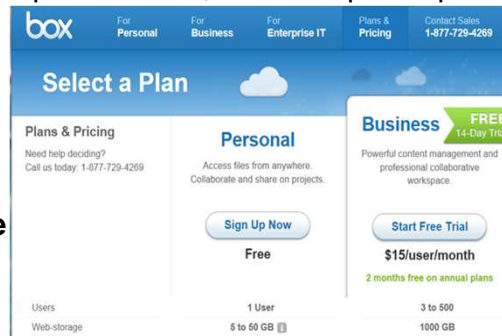 box
For Personal
For Business
For Enterprise IT
Plans & Pricing
Contact Sales 1-877-729-4269
Select a Plan
Plans & Pricing
Need help deciding?
Call us today: 1-877-729-4269
Personal
Access files from anywhere.
Collaborate and share on projects.
Sign Up Now
Free
Business
FREE
14-Day Tria
Powerful content management and
professional collaborative
workspace.
Start Free Trial
$15/user/month
2 months free on annual plans
e
Users 1 User 3 to 500
Web-storage 5 to 50 GB 1000 GB